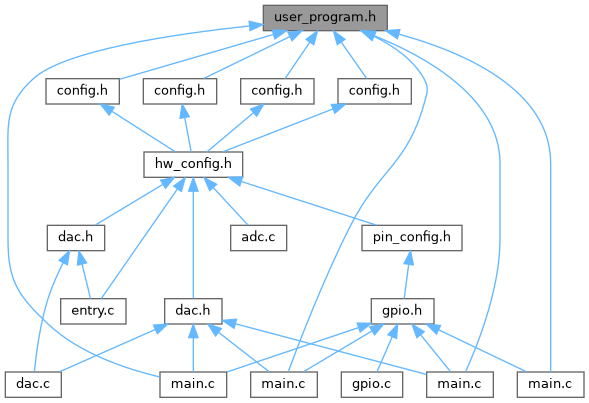 user_program.h
config.h
config.h
config.h
config.h
hw_config.h
dac.h
adc.c
pin_config.h
entry.c
dac.h
gpio.h
dac.c
main.c
main.c
gpio.c
main.c
main.c